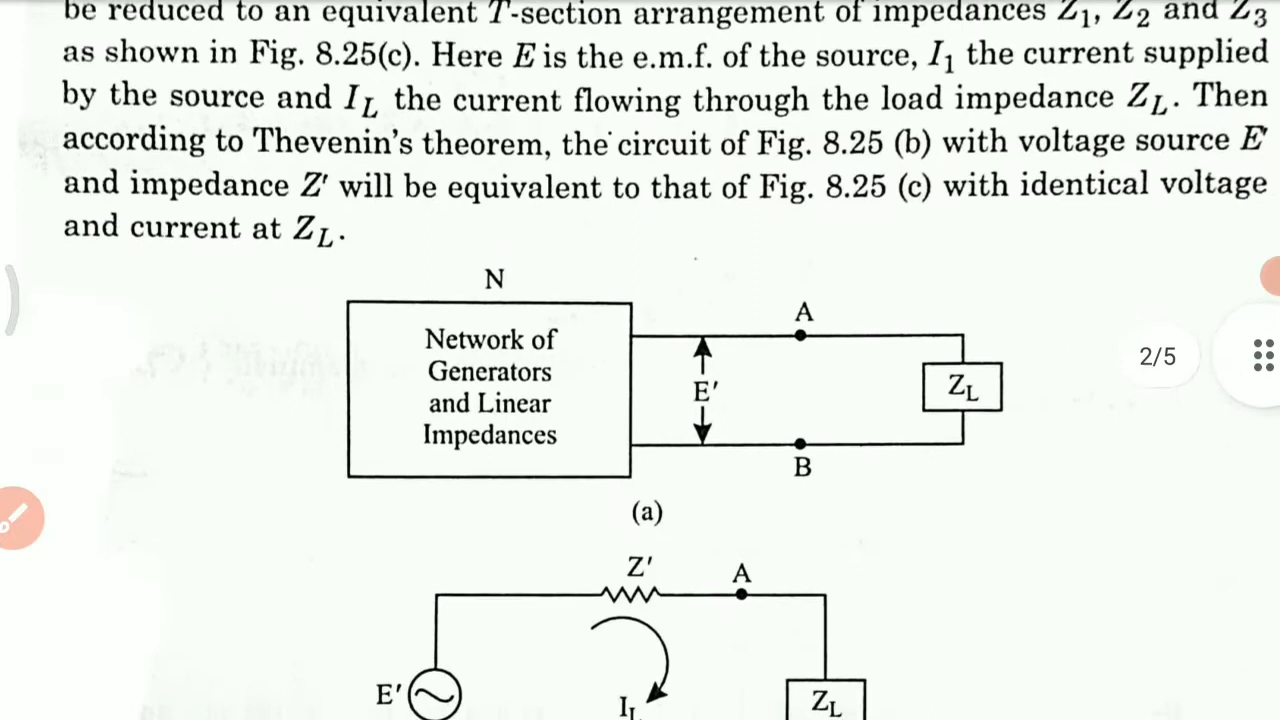 be reduced to an equivalent T-section arrangement of impedances Z1, Z2 and Z3
as shown in Fig. 8.25(c). Here E is the e.m.f. of the source, I1 the current supplied
by the source and IL the current flowing through the load impedance ZL. Then
according to Thevenin's theorem, the circuit of Fig. 8.25 (b) with voltage source E'
and impedance Z' will be equivalent to that of Fig. 8.25 (c) with identical voltage
and current at ZL.
N
Network of
Generators
and Linear
Impedances
E'
A
ZL
B
(a)
2/5
Z'
A
E'
IL
ZL